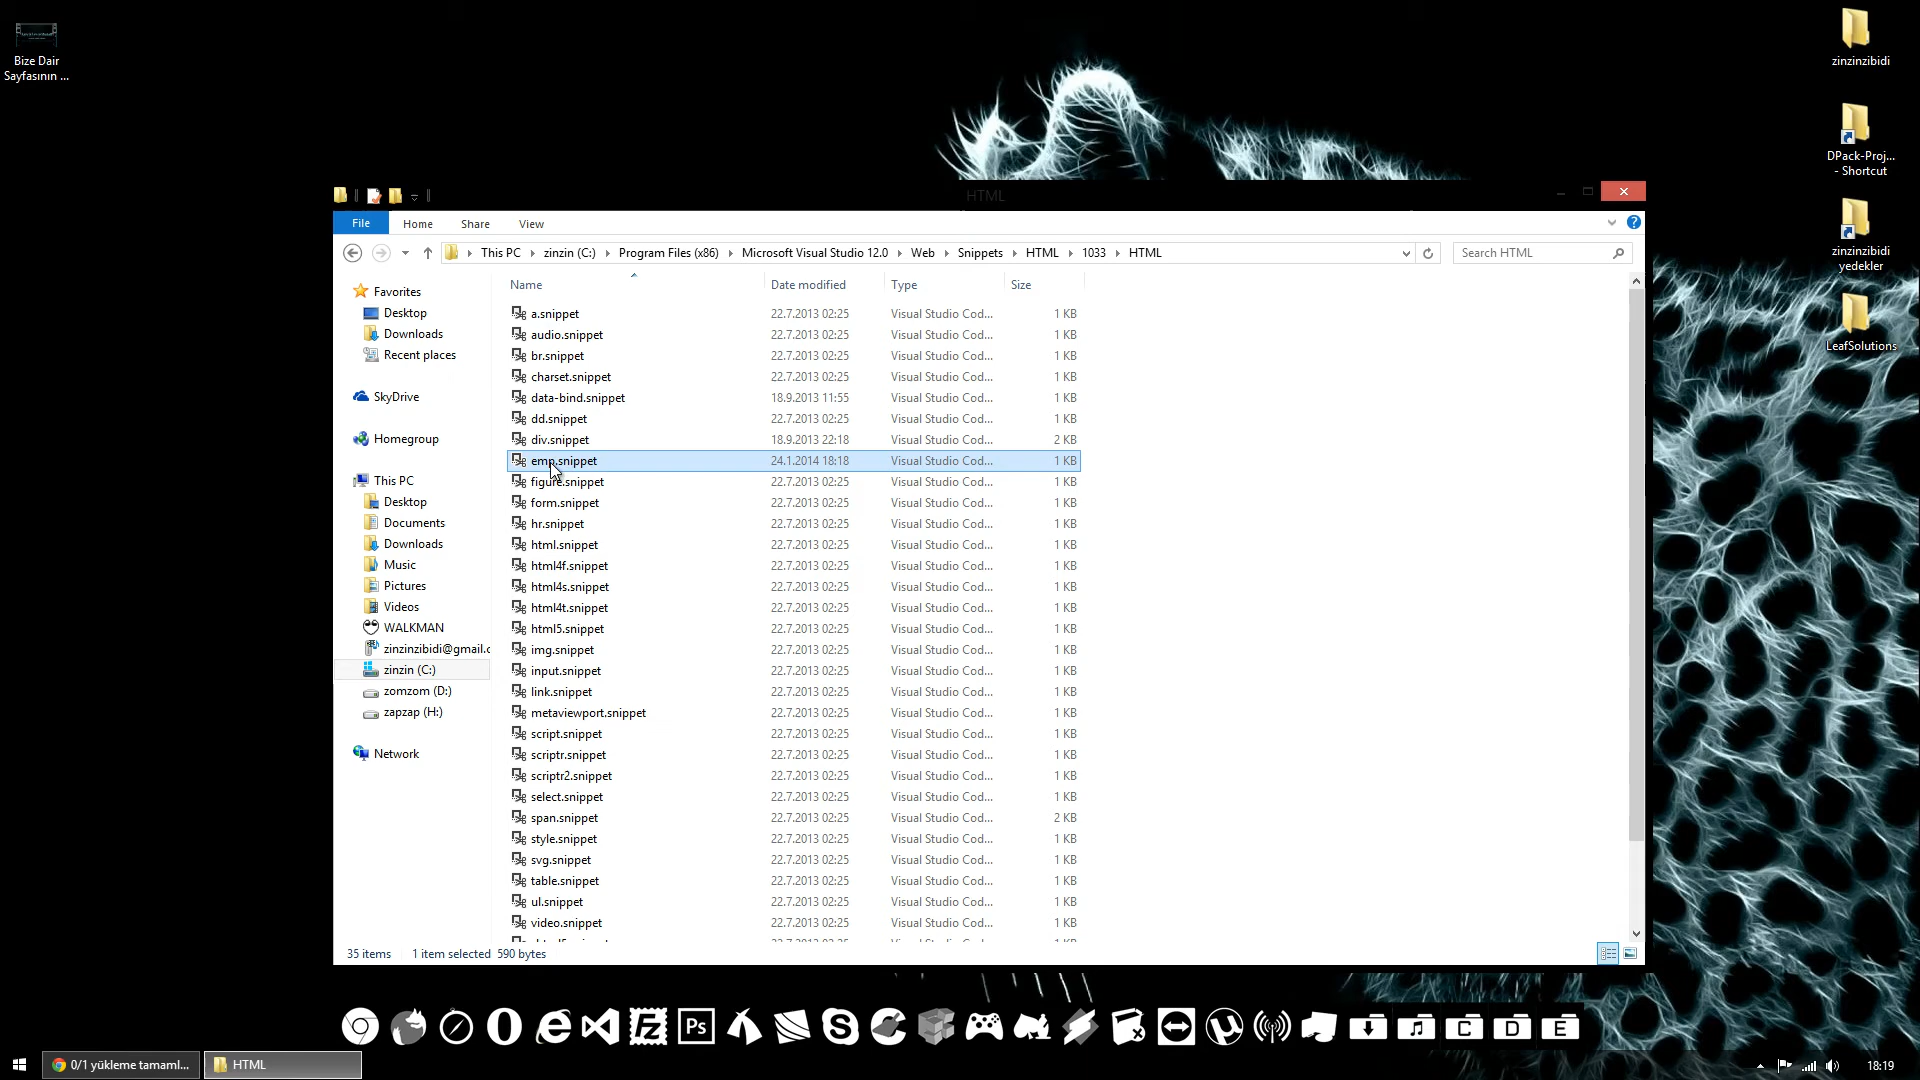 Bize Dair
Sayfasının ...
zinzinzibidi
DPack-Proj...
- Shortcut
zinzinzibidi
yedekler
LeafSolutions
HTML
File Home Share View
This PC zinzin (C:) Program Files (x86) Microsoft Visual Studio 12.0 Web Snippets HTML 1033 HTML
Search HTML
Favorites
Desktop
Downloads
Recent places
SkyDrive
Homegroup
This PC
Desktop
Documents
Downloads
Music
Pictures
Videos
WALKMAN
zinzinzibidi@gmail.c
zinzin (C:)
zomzom (D:)
zapzap (H:)
Network
Name Date modified Type Size
a.snippet 22.7.2013 02:25 Visual Studio Cod... 1 KB
audio.snippet 22.7.2013 02:25 Visual Studio Cod... 1 KB
br.snippet 22.7.2013 02:25 Visual Studio Cod... 1 KB
charset.snippet 22.7.2013 02:25 Visual Studio Cod... 1 KB
data-bind.snippet 18.9.2013 11:55 Visual Studio Cod... 1 KB
dd.snippet 22.7.2013 02:25 Visual Studio Cod... 1 KB
div.snippet 18.9.2013 22:18 Visual Studio Cod... 2 KB
emp.snippet 24.1.2014 18:18 Visual Studio Cod... 1 KB
figure.snippet 22.7.2013 02:25 Visual Studio Cod... 1 KB
form.snippet 22.7.2013 02:25 Visual Studio Cod... 1 KB
hr.snippet 22.7.2013 02:25 Visual Studio Cod... 1 KB
html.snippet 22.7.2013 02:25 Visual Studio Cod... 1 KB
html4f.snippet 22.7.2013 02:25 Visual Studio Cod... 1 KB
html4s.snippet 22.7.2013 02:25 Visual Studio Cod... 1 KB
html4t.snippet 22.7.2013 02:25 Visual Studio Cod... 1 KB
html5.snippet 22.7.2013 02:25 Visual Studio Cod... 1 KB
img.snippet 22.7.2013 02:25 Visual Studio Cod... 1 KB
input.snippet 22.7.2013 02:25 Visual Studio Cod... 1 KB
link.snippet 22.7.2013 02:25 Visual Studio Cod... 1 KB
metaviewport.snippet 22.7.2013 02:25 Visual Studio Cod... 1 KB
script.snippet 22.7.2013 02:25 Visual Studio Cod... 1 KB
scriptr.snippet 22.7.2013 02:25 Visual Studio Cod... 1 KB
scriptr2.snippet 22.7.2013 02:25 Visual Studio Cod... 1 KB
select.snippet 22.7.2013 02:25 Visual Studio Cod... 1 KB
span.snippet 22.7.2013 02:25 Visual Studio Cod... 2 KB
style.snippet 22.7.2013 02:25 Visual Studio Cod... 1 KB
svg.snippet 22.7.2013 02:25 Visual Studio Cod... 1 KB
table.snippet 22.7.2013 02:25 Visual Studio Cod... 1 KB
ul.snippet 22.7.2013 02:25 Visual Studio Cod... 1 KB
video.snippet 22.7.2013 02:25 Visual Studio Cod... 1 KB
35 items 1 item selected 590 bytes
Fz Ps C D E
0/1 yükleme tamaml... HTML 18:19